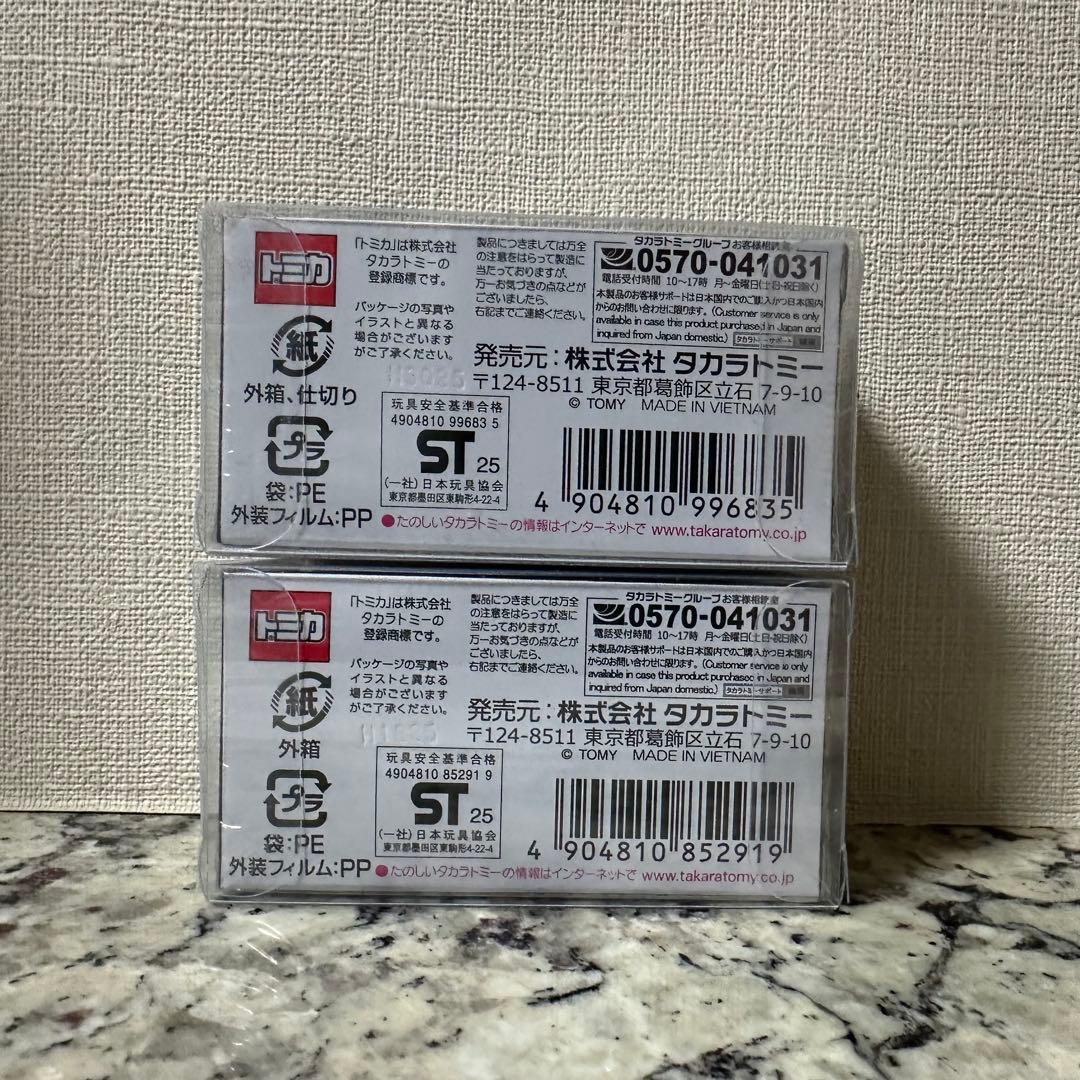 トミカ
「トミカ」は株式会社
タカラトミーの
登録商標です。
パッケージの写真や
イラストと異なる
場合がございます
がご了承ください。
製品につきましては万全
の注意をはらって製造に
当たっておりますが、
万一お気づきの点などが
ございましたら、
右記までご連絡ください。
タカラトミーグループお客様相談室
0570-041031
電話受付時間 10〜17時 月〜金曜日(土日・祝日除く)
本製品のお客様サポートは日本国内でのご購入かつ日本国内
からのお問い合わせに限ります。(Customer service is only
available in case this product purchased in Japan and
inquired from Japan domestic.)
タカラトミーサポート 検索
紙
外箱、仕切り
プラ
袋:PE
外装フィルム:PP
発売元:株式会社 タカラトミー
〒124-8511 東京都葛飾区立石 7-9-10
© TOMY MADE IN VIETNAM
玩具安全基準合格
4904810 99683 5
ST 25
(一社)日本玩具協会
東京都墨田区東駒形4-22-4
4 904810 996835
●たのしいタカラトミーの情報はインターネットで www.takaratomy.co.jp
トミカ
「トミカ」は株式会社
タカラトミーの
登録商標です。
パッケージの写真や
イラストと異なる
場合がございます
がご了承ください。
製品につきましては万全
の注意をはらって製造に
当たっておりますが、
万一お気づきの点などが
ございましたら、
右記までご連絡ください。
タカラトミーグループお客様相談室
0570-041031
電話受付時間 10〜17時 月〜金曜日(土日・祝日除く)
本製品のお客様サポートは日本国内でのご購入かつ日本国内
からのお問い合わせに限ります。(Customer service is only
available in case this product purchased in Japan and
inquired from Japan domestic.)
タカラトミーサポート 検索
紙
外箱
プラ
袋:PE
外装フィルム:PP
発売元:株式会社 タカラトミー
〒124-8511 東京都葛飾区立石 7-9-10
© TOMY MADE IN VIETNAM
玩具安全基準合格
4904810 85291 9
ST 25
(一社)日本玩具協会
東京都墨田区東駒形4-22-4
4 904810 852919
●たのしいタカラトミーの情報はインターネットで www.takaratomy.co.jp